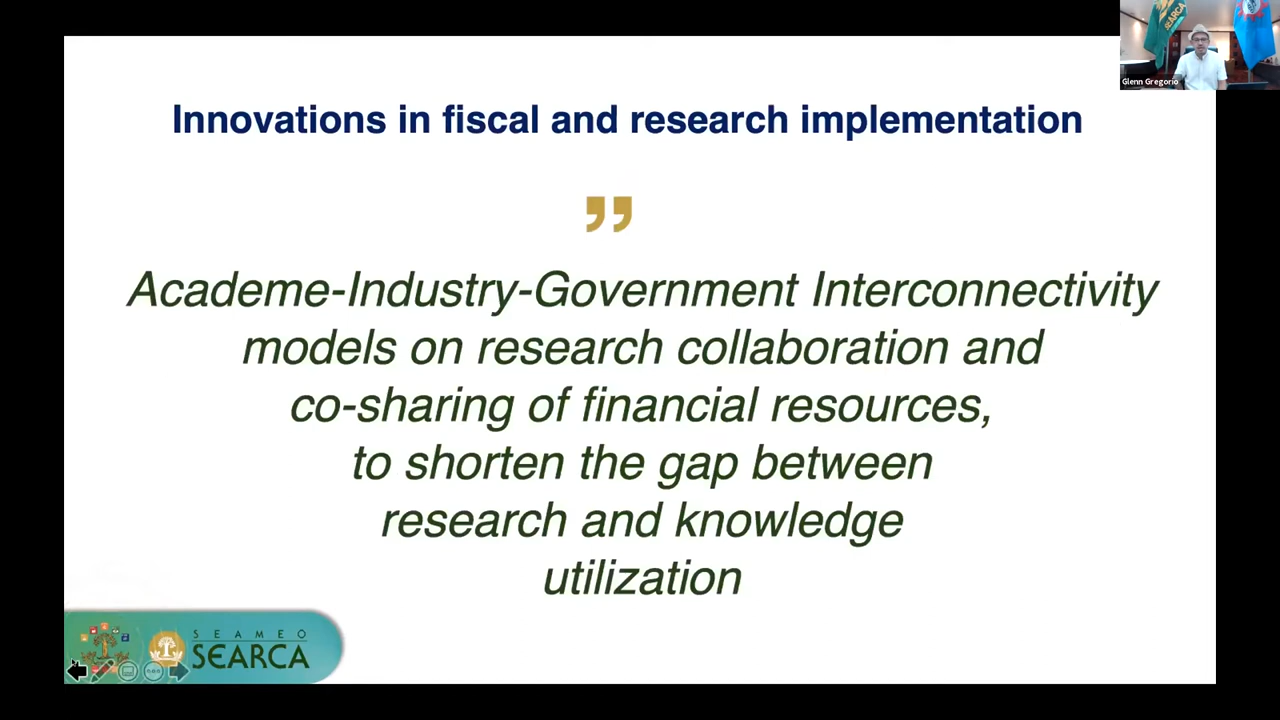 SEARCA
Glenn Gregorio
Innovations in fiscal and research implementation
”
Academe-Industry-Government Interconnectivity
models on research collaboration and
co-sharing of financial resources,
to shorten the gap between
research and knowledge
utilization
SEAMEO
SEARCA